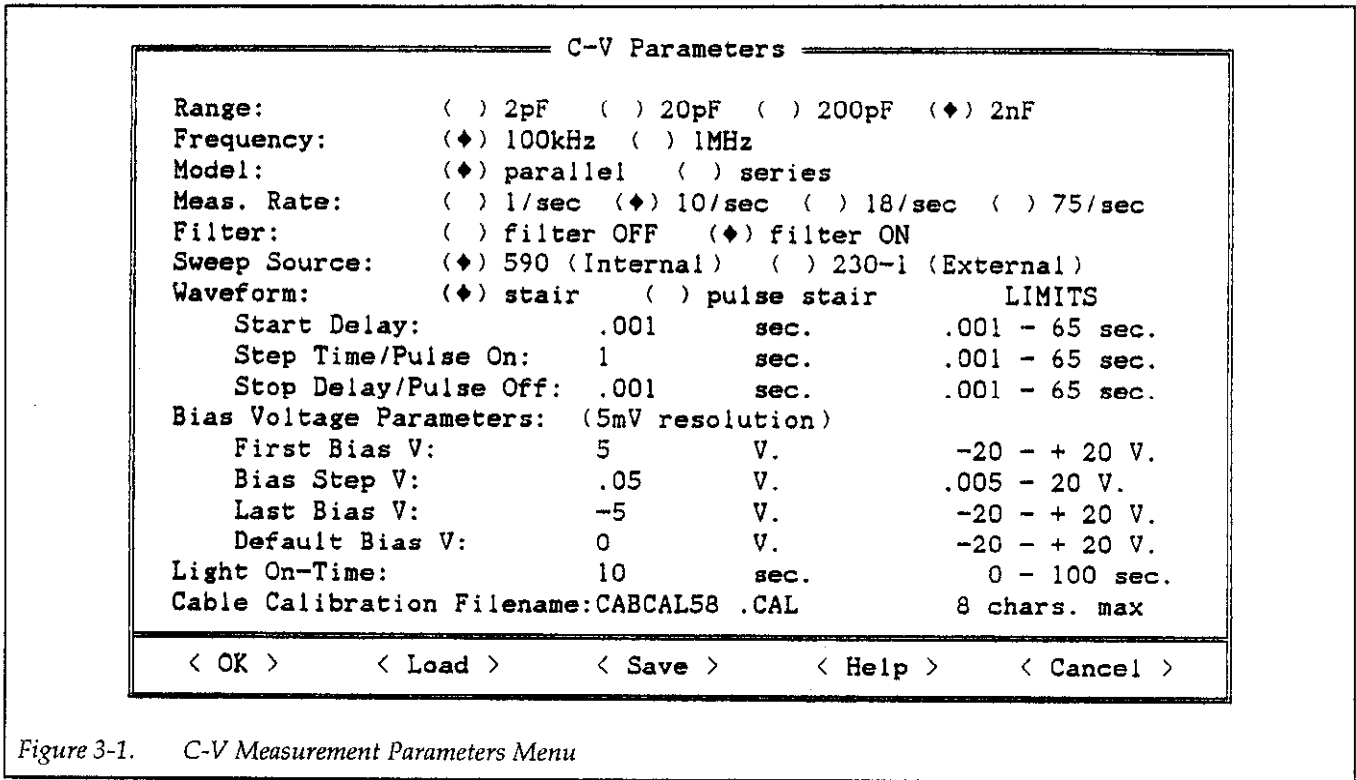 C-V Parameters
Range: ( ) 2pF ( ) 20pF ( ) 200pF (♦) 2nF
Frequency: (♦) 100kHz ( ) 1MHz
Model: (♦) parallel ( ) series
Meas. Rate: ( ) 1/sec (♦) 10/sec ( ) 18/sec ( ) 75/sec
Filter: ( ) filter OFF (♦) filter ON
Sweep Source: (♦) 590 (Internal) ( ) 230-1 (External)
Waveform: (♦) stair ( ) pulse stair LIMITS
Start Delay: .001 sec. .001 - 65 sec.
Step Time/Pulse On: 1 sec. .001 - 65 sec.
Stop Delay/Pulse Off: .001 sec. .001 - 65 sec.
Bias Voltage Parameters: (5mV resolution)
First Bias V: 5 V. -20 - + 20 V.
Bias Step V: .05 V. .005 - 20 V.
Last Bias V: -5 V. -20 - + 20 V.
Default Bias V: 0 V. -20 - + 20 V.
Light On-Time: 10 sec. 0 - 100 sec.
Cable Calibration Filename:CABCAL58 .CAL 8 chars. max
< OK > < Load > < Save > < Help > < Cancel >
Figure 3-1. C-V Measurement Parameters Menu